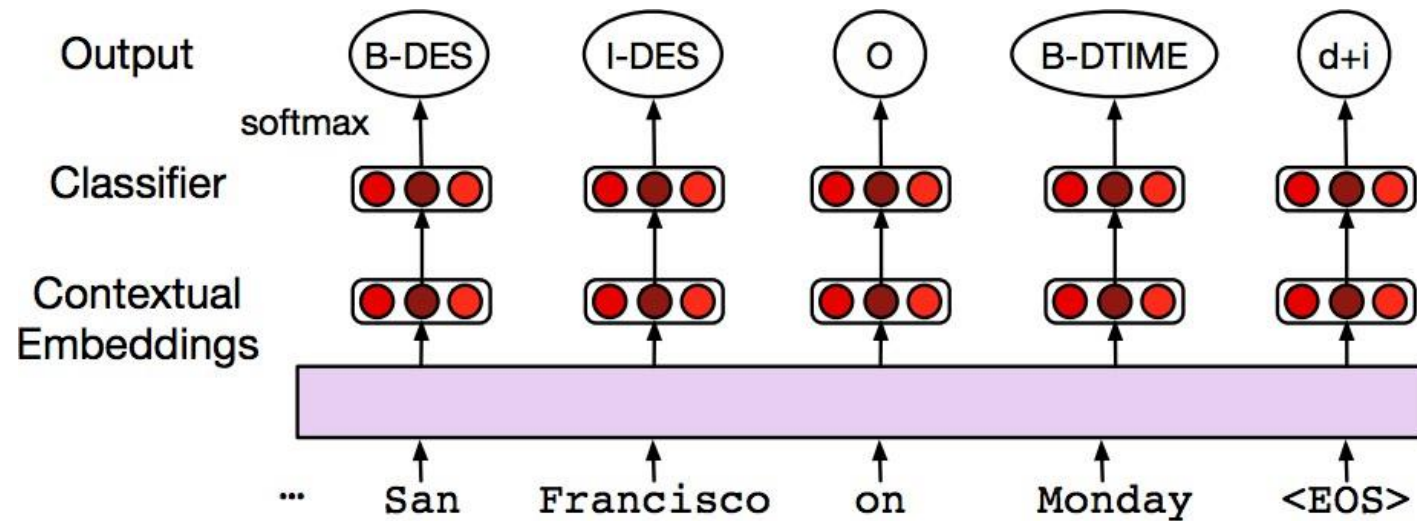 Output B-DES I-DES O B-DTIME d+i
softmax
Classifier
Contextual
Embeddings
... San Francisco on Monday <EOS>